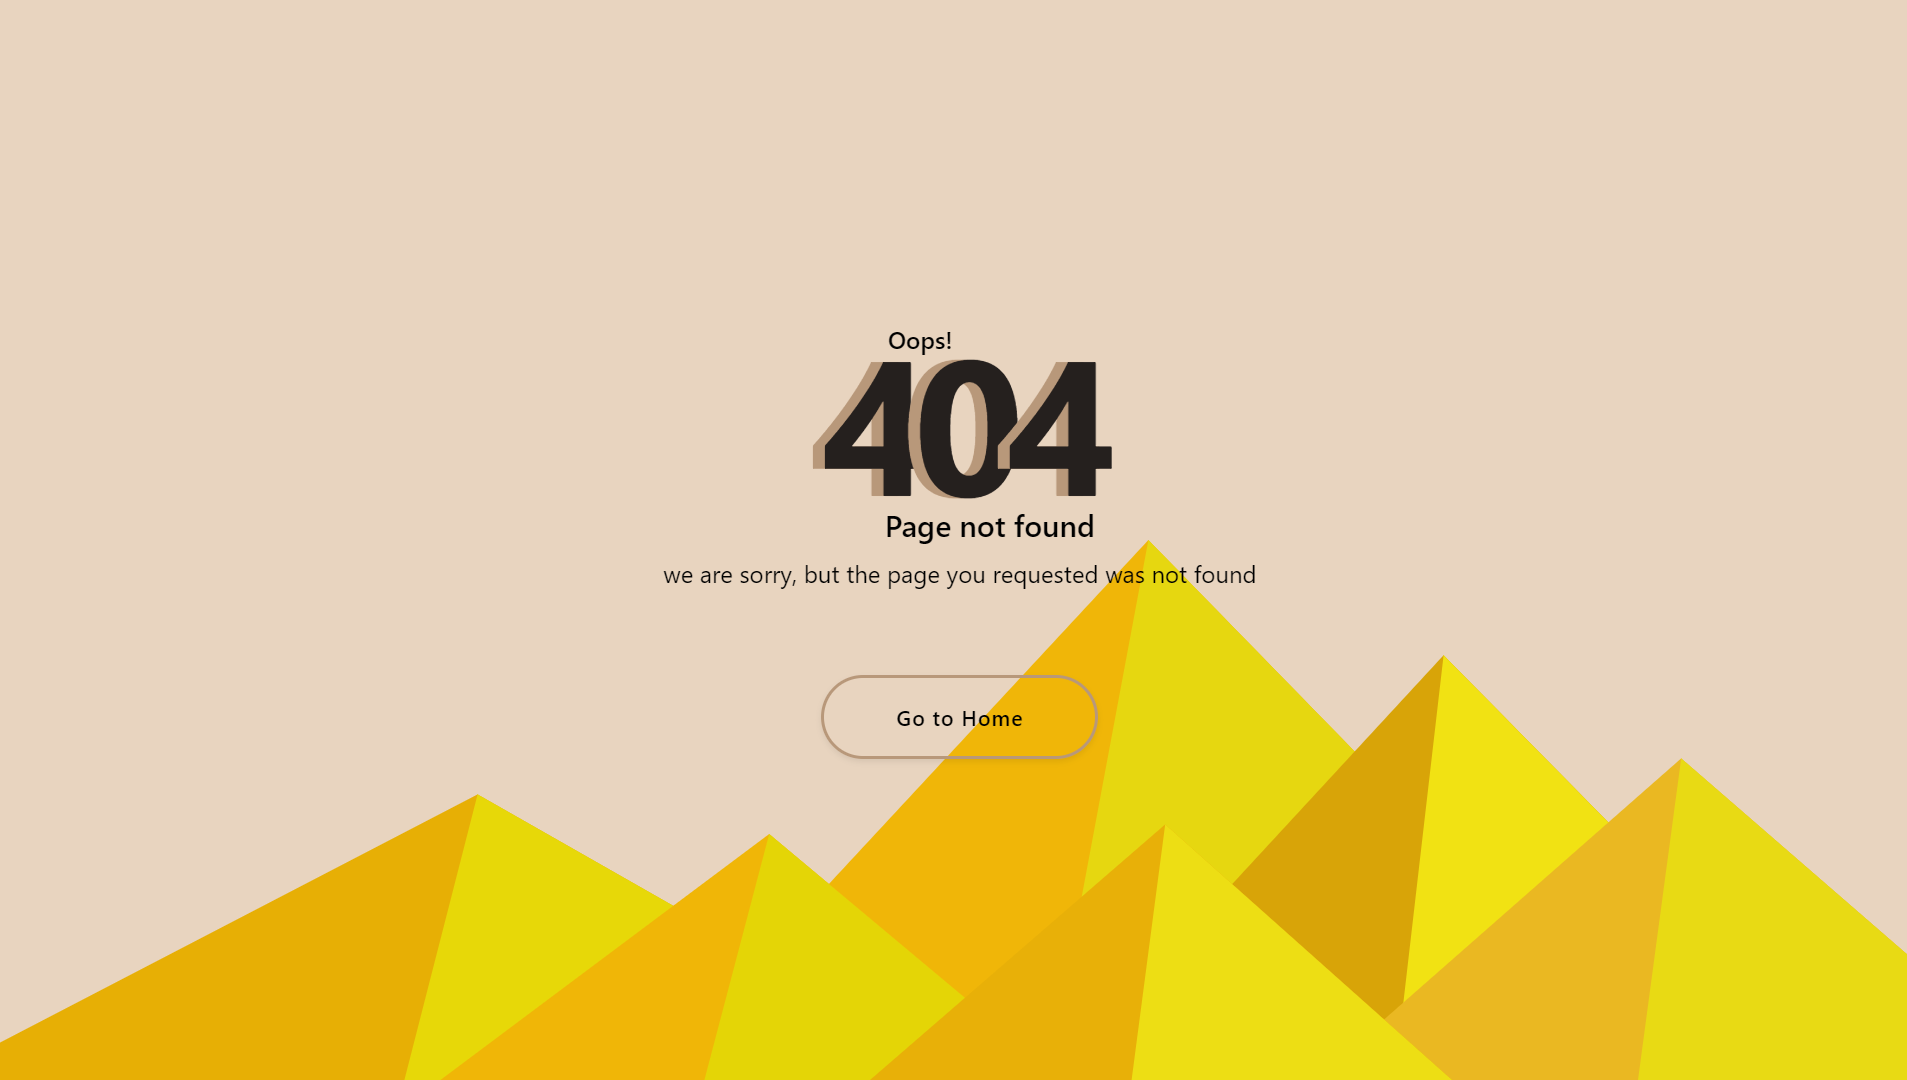 Oops!
404
Page not found
we are sorry, but the page you requested was not found
Go to Home